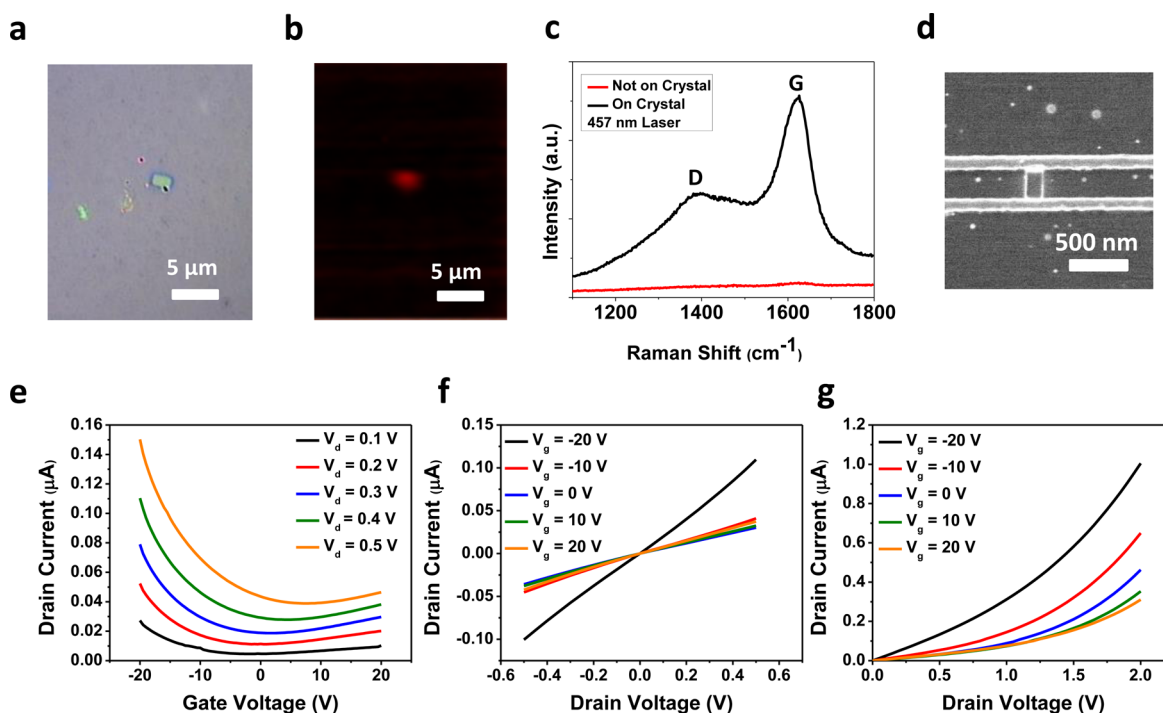 a
b
c
d
5 μm
5 μm
Not on Crystal
On Crystal
457 nm Laser
D
G
Intensity (a.u.)
1200 1400 1600 1800
Raman Shift (cm-1)
500 nm
e
f
g
0.16
0.14
0.12
0.10
0.08
0.06
0.04
0.02
0.00
Drain Current (μA)
Vd = 0.1 V
Vd = 0.2 V
Vd = 0.3 V
Vd = 0.4 V
Vd = 0.5 V
-20 -10 0 10 20
Gate Voltage (V)
0.15
0.10
0.05
0.00
-0.05
-0.10
Drain Current (μA)
Vg = -20 V
Vg = -10 V
Vg = 0 V
Vg = 10 V
Vg = 20 V
-0.6 -0.4 -0.2 0.0 0.2 0.4 0.6
Drain Voltage (V)
1.2
1.0
0.8
0.6
0.4
0.2
0.0
Drain Current (μA)
Vg = -20 V
Vg = -10 V
Vg = 0 V
Vg = 10 V
Vg = 20 V
0.0 0.5 1.0 1.5 2.0
Drain Voltage (V)